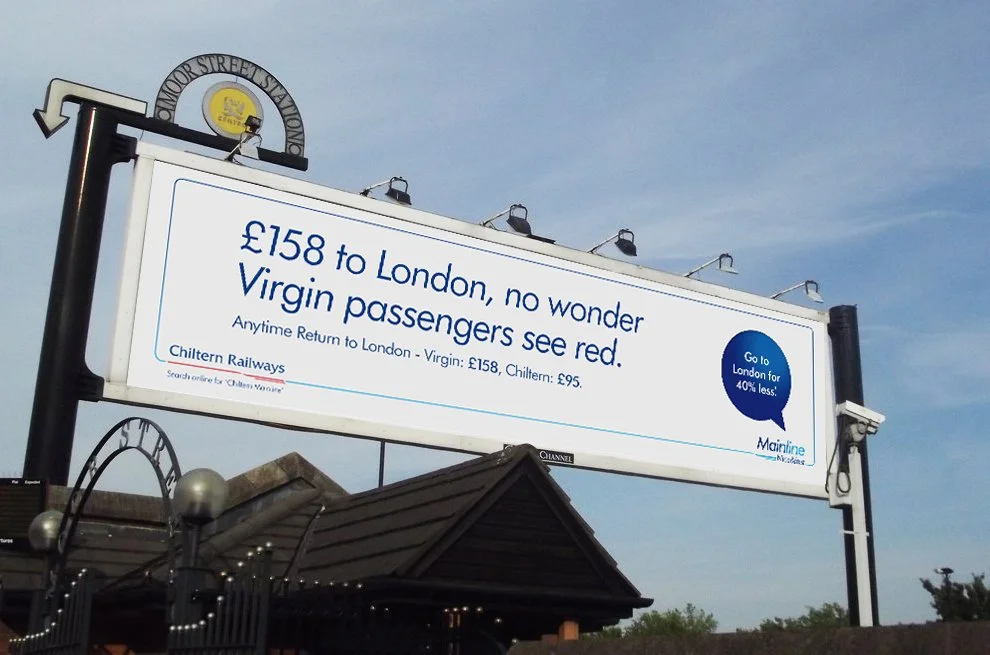 MOOR STREET STATION
£158 to London, no wonder
Virgin passengers see red.
Anytime Return to London - Virgin: £158, Chiltern: £95.
Chiltern Railways
Search online for 'Chiltern Mainline'
Go to
London for
40% less.*
Mainline
CHANNEL
STRE